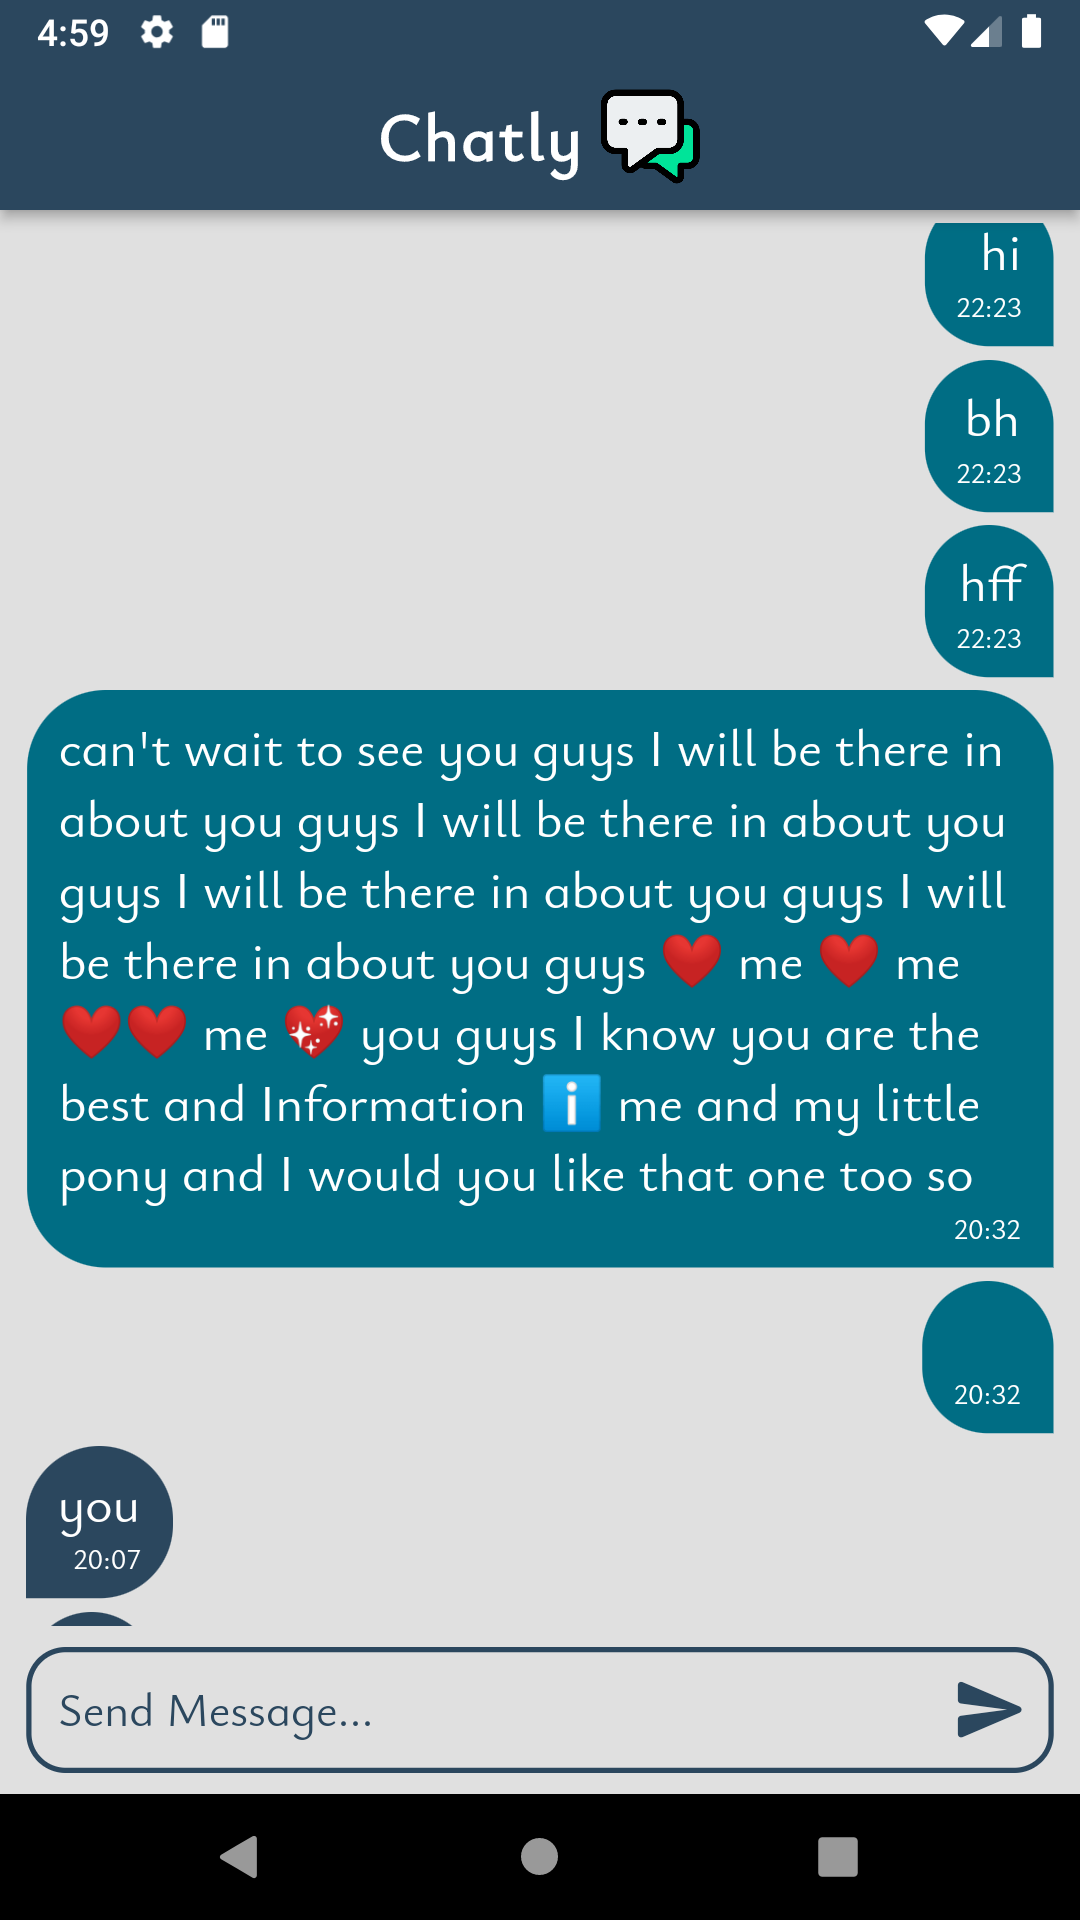 4:59
Chatly
hi
22:23
bh
22:23
hff
22:23
can't wait to see you guys I will be there in
about you guys I will be there in about you
guys I will be there in about you guys I will
be there in about you guys ❤️ me ❤️ me
❤️❤️ me 💖 you guys I know you are the
best and Information ℹ️ me and my little
pony and I would you like that one too so
20:32
20:32
you
20:07
Send Message...